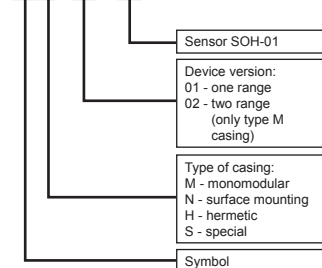 Sensor SOH-01
Device version:
01 - one range
02 - two range
(only type M
casing)
Type of casing:
M - monomodular
N - surface mounting
H - hermetic
S - special
Symbol